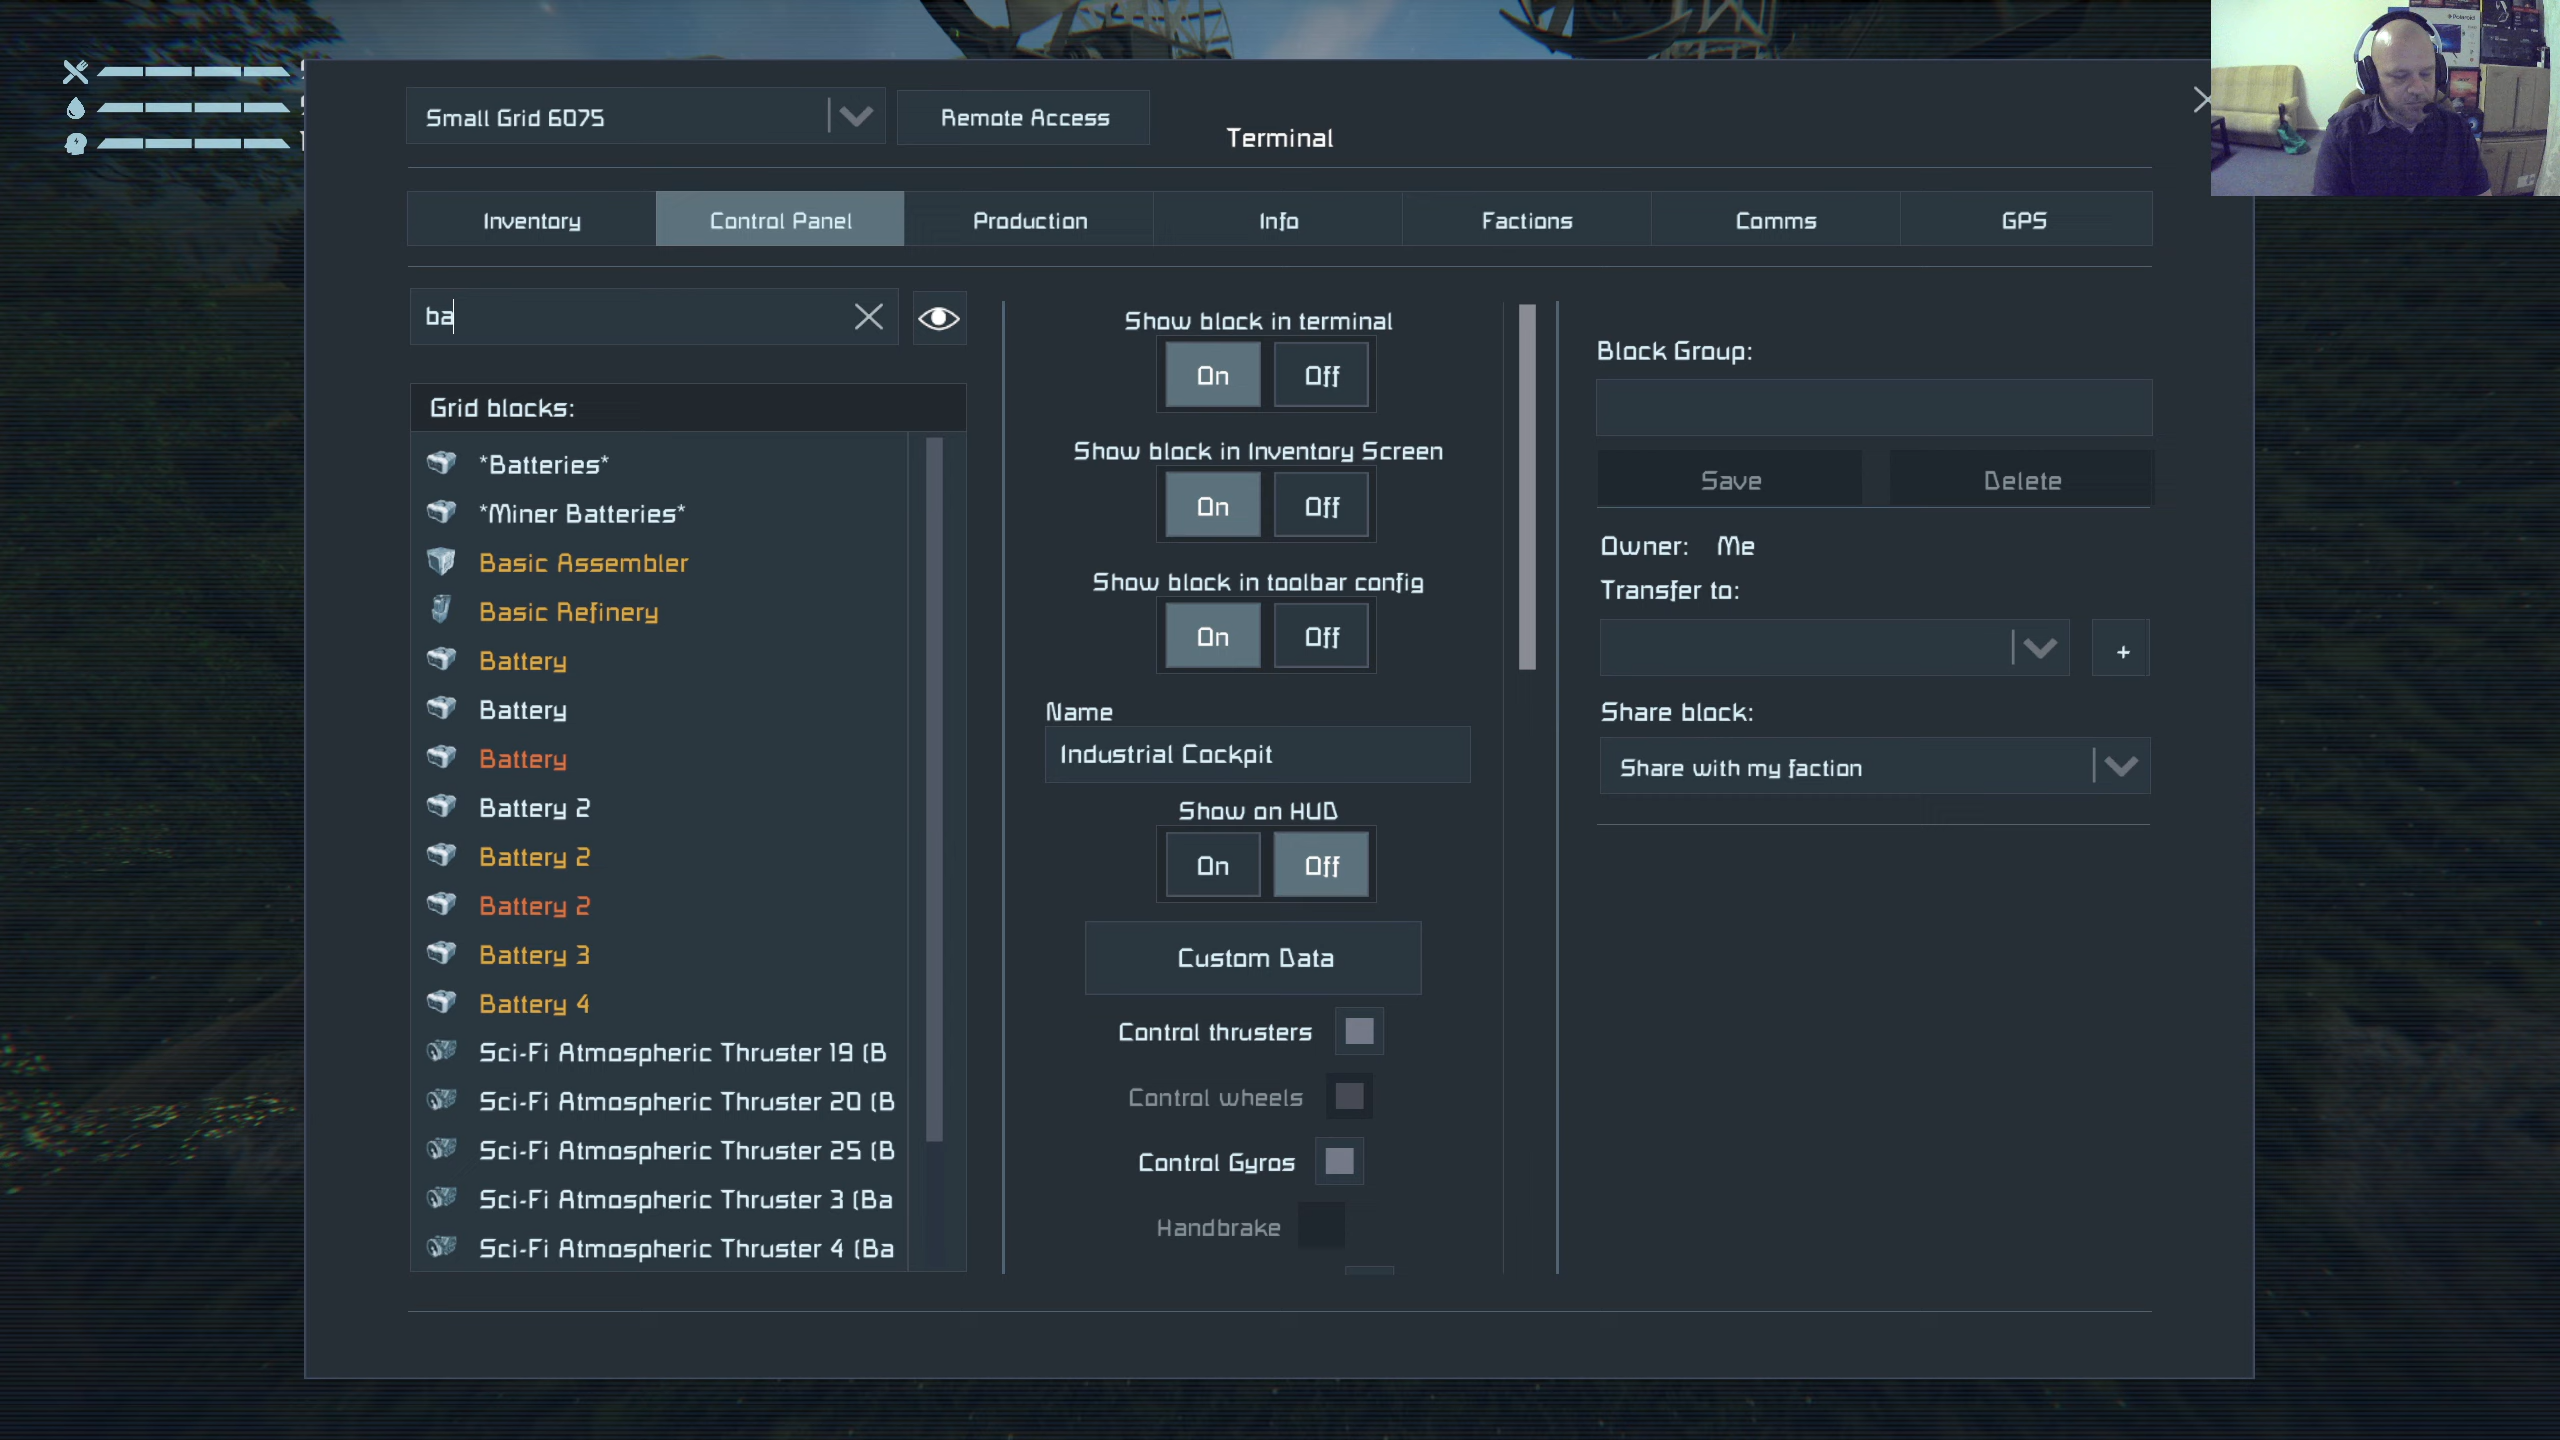 Small Grid 6075
Remote Access
Terminal
Inventory
Control Panel
Production
Info
Factions
Comms
GPS
ba
Grid blocks:
*Batteries*
*Miner Batteries*
Basic Assembler
Basic Refinery
Battery
Battery
Battery
Battery 2
Battery 2
Battery 2
Battery 3
Battery 4
Sci-Fi Atmospheric Thruster 19 (B
Sci-Fi Atmospheric Thruster 20 (B
Sci-Fi Atmospheric Thruster 25 (B
Sci-Fi Atmospheric Thruster 3 (Ba
Sci-Fi Atmospheric Thruster 4 (Ba
Show block in terminal
On Off
Show block in Inventory Screen
On Off
Show block in toolbar config
On Off
Name
Industrial Cockpit
Show on HUD
On Off
Custom Data
Control thrusters
Control wheels
Control Gyros
Handbrake
Block Group:
Save
Delete
Owner: Me
Transfer to:
+
Share block:
Share with my faction
Polaroid